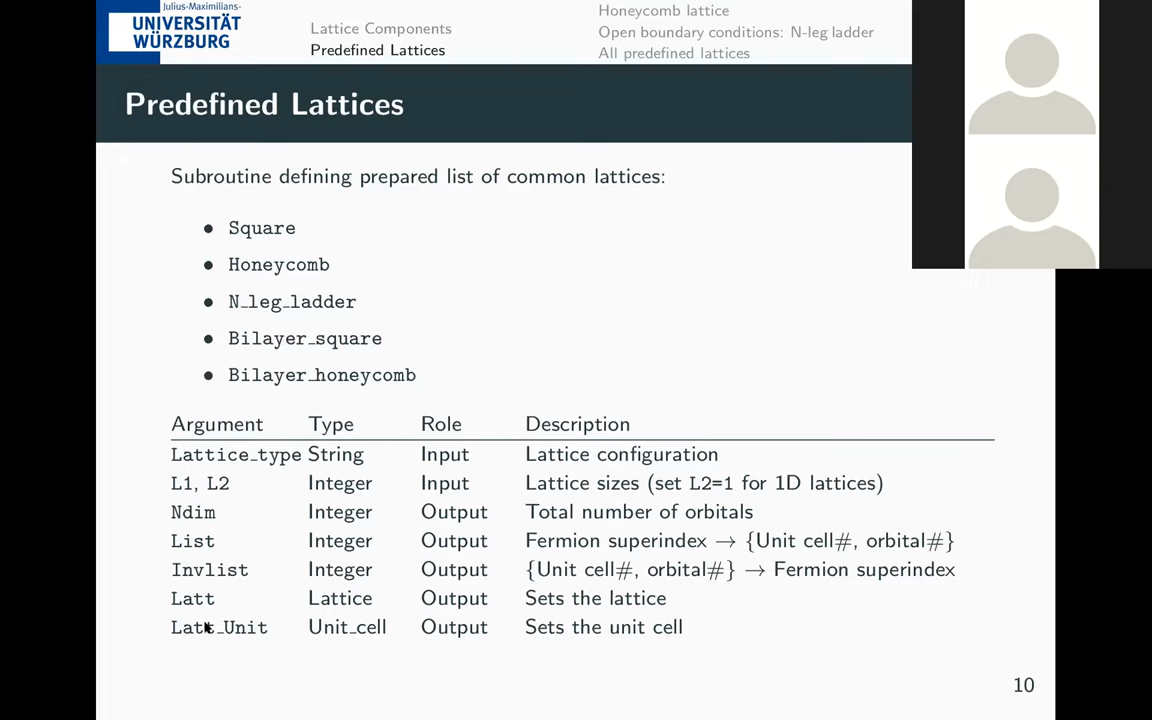 Julius-Maximilians-
UNIVERSITÄT
WÜRZBURG
Lattice Components
Predefined Lattices
Honeycomb lattice
Open boundary conditions: N-leg ladder
All predefined lattices
Predefined Lattices
Subroutine defining prepared list of common lattices:
• Square
• Honeycomb
• N_leg_ladder
• Bilayer_square
• Bilayer_honeycomb
Argument Type Role Description
Lattice_type String Input Lattice configuration
L1, L2 Integer Input Lattice sizes (set L2=1 for 1D lattices)
Ndim Integer Output Total number of orbitals
List Integer Output Fermion superindex → {Unit cell#, orbital#}
Invlist Integer Output {Unit cell#, orbital#} → Fermion superindex
Latt Lattice Output Sets the lattice
Latt_Unit Unit_cell Output Sets the unit cell
10